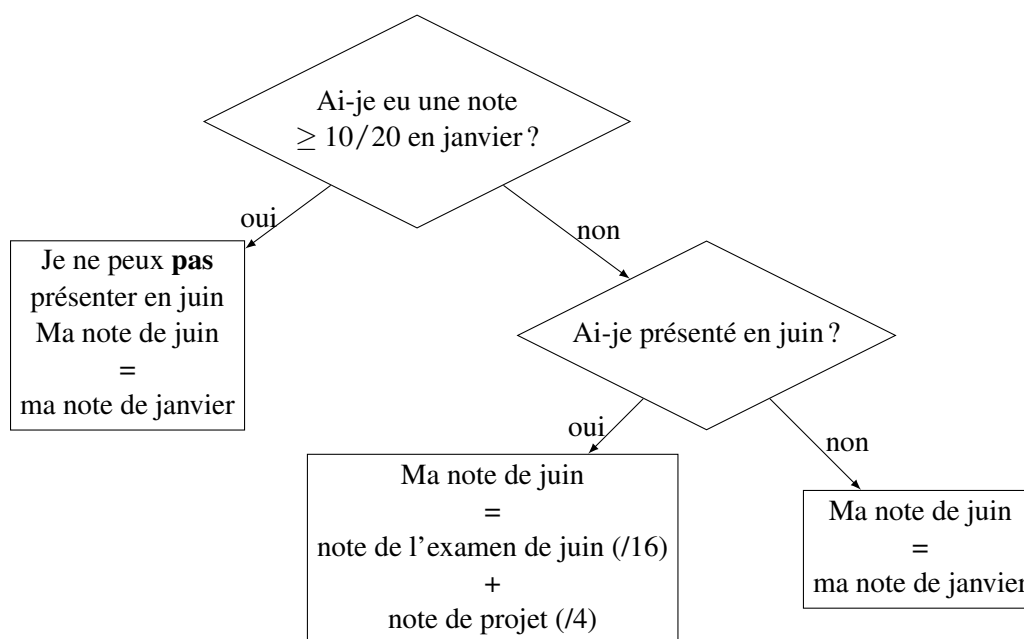 Ai-je eu une note
≥ 10/20 en janvier ?
oui
non
Je ne peux pas
présenter en juin
Ma note de juin
=
ma note de janvier
Ai-je présenté en juin ?
oui
non
Ma note de juin
=
note de l'examen de juin (/16)
+
note de projet (/4)
Ma note de juin
=
ma note de janvier